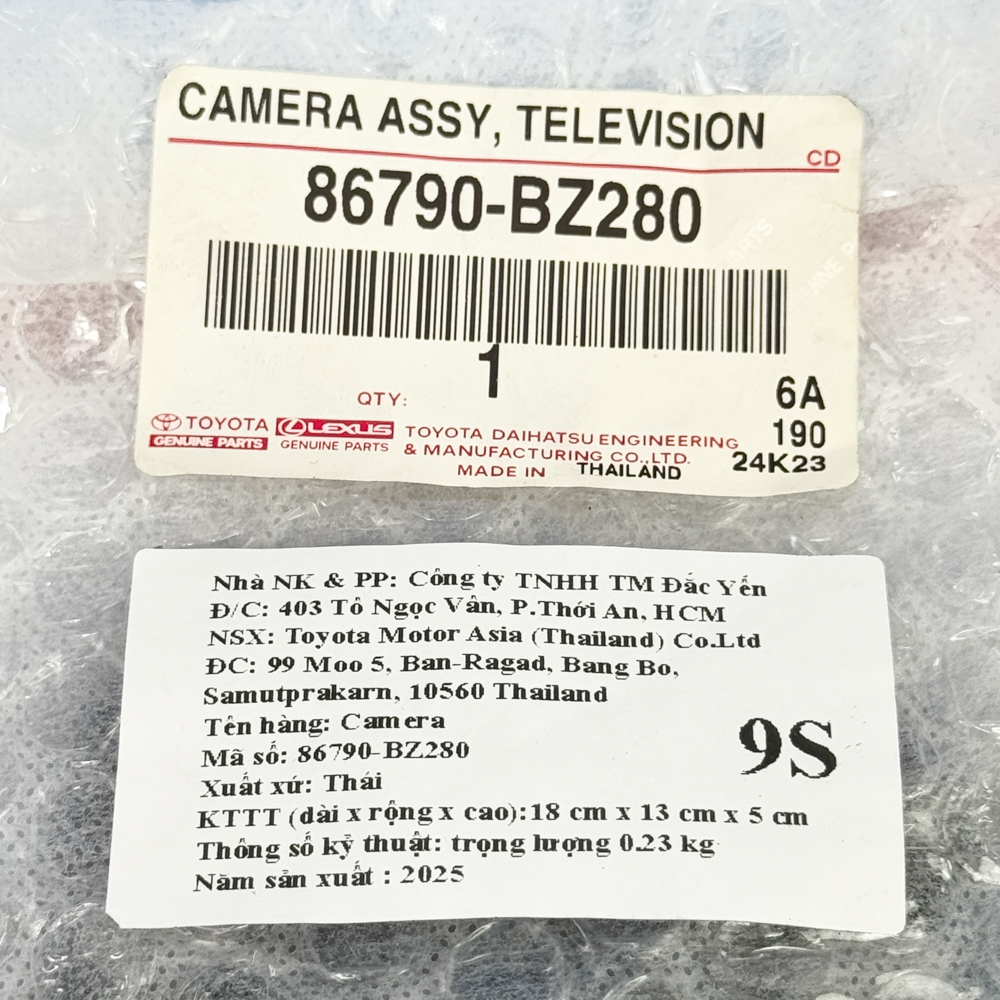 CAMERA ASSY, TELEVISION
CD
86790-BZ280
1
QTY:
6A
190
24K23
TOYOTA
GENUINE PARTS
LEXUS
GENUINE PARTS
TOYOTA DAIHATSU ENGINEERING
& MANUFACTURING CO.,LTD.
MADE IN THAILAND
Nhà NK & PP: Công ty TNHH TM Đắc Yến
Đ/C: 403 Tô Ngọc Vân, P.Thới An, HCM
NSX: Toyota Motor Asia (Thailand) Co.Ltd
ĐC: 99 Moo 5, Ban-Ragad, Bang Bo,
Samutprakarn, 10560 Thailand
Tên hàng: Camera
Mã số: 86790-BZ280
Xuất xứ: Thái
KTTT (dài x rộng x cao):18 cm x 13 cm x 5 cm
Thông số kỹ thuật: trọng lượng 0.23 kg
Năm sản xuất : 2025
9S